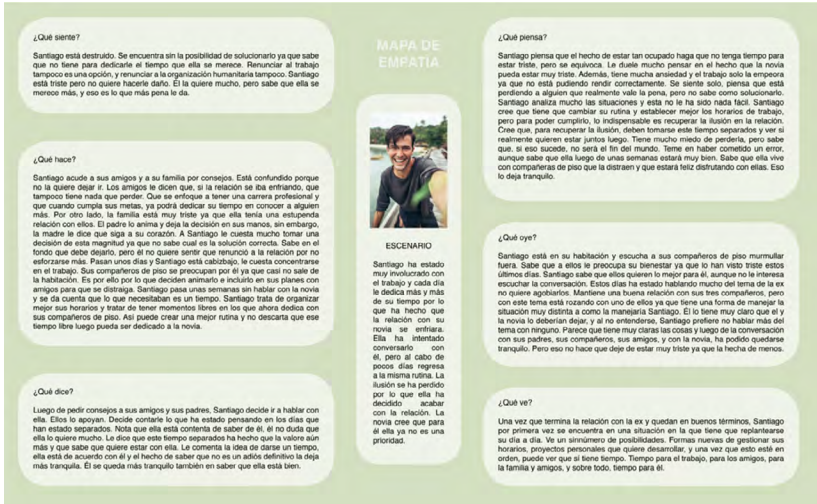 ¿Qué siente?
Santiago está destruido. Se encuentra sin la posibilidad de solucionarlo ya que sabe
que no tiene para dedicarle el tiempo que ella se merece. Renunciar al trabajo
tampoco es una opción, y renunciar a la organización humanitaria tampoco. Santiago
está triste pero no quiere hacerle daño. Él la quiere mucho, pero sabe que ella se
merece más, y eso es lo que más pena le da.
¿Qué hace?
Santiago acude a sus amigos y a su familia por consejos. Está confundido porque
no la quiere dejar ir. Los amigos le dicen que, si la relación se iba enfriando, que
tampoco tiene nada que perder. Que se enfoque a tener una carrera profesional y
que cuando cumpla sus metas, ya podrá dedicar su tiempo en conocer a alguien
más. Por otro lado, la familia está muy triste ya que ella tenía una estupenda
relación con ellos. El padre lo anima y deja la decisión en sus manos, sin embargo,
la madre le dice que siga a su corazón. A Santiago le cuesta mucho tomar una
decisión de esta magnitud ya que no sabe cual es la solución correcta. Sabe en el
fondo que debe dejarlo, pero él no quiere sentir que renunció a la relación por no
esforzarse más. Pasan unos días y Santiago está cabizbajo, le cuesta concentrarse
en el trabajo. Sus compañeros de piso se preocupan por él ya que casi no sale de
la habitación. Es por ello por lo que deciden animarlo e incluirlo en sus planes con
amigos para que se distraiga. Santiago pasa unas semanas sin hablar con la novia
y se da cuenta que lo que necesitaban es un tiempo. Santiago trata de organizar
mejor sus horarios y tratar de tener momentos libres en los que ahora dedica con
sus compañeros de piso. Así puede crear una mejor rutina y no descarta que ese
tiempo libre luego pueda ser dedicado a la novia.
¿Qué dice?
Luego de pedir consejos a sus amigos y sus padres, Santiago decide ir a hablar con
ella. Ellos lo apoyan. Decide contarle lo que ha estado pensando en los días que
han estado separados. Nota que ella está contenta de saber de él, él no duda que
ella lo quiere mucho. Le dice que este tiempo separados ha hecho que la valore aún
más y que sabe que quiere estar con ella. Le comenta la idea de darse un tiempo,
ella está de acuerdo con él y el hecho de saber que no es un adiós definitivo la deja
más tranquila. Él se queda más tranquilo también en saber que ella está bien.
MAPA DE
EMPATIA
ESCENARIO
Santiago ha estado
muy involucrado con
el trabajo y cada día
le dedica más y más
de su tiempo por lo
que ha hecho que
la relación con su
novia se enfriara.
Ella ha intentado
conversarlo con
él, pero al cabo de
pocos días regresa
a la misma rutina. La
ilusión se ha perdido
por lo que ella ha
decidido acabar
con la relación. La
novia cree que para
él ella ya no es una
prioridad.
¿Qué piensa?
Santiago piensa que el hecho de estar tan ocupado haga que no tenga tiempo para
estar triste, pero se equivoca. Le duele mucho pensar en el hecho que la novia
pueda estar muy triste. Además, tiene mucha ansiedad y el trabajo solo la empeora
ya que no está pudiendo rendir correctamente. Se siente solo, piensa que está
perdiendo a alguien que realmente valio la pena, pero no sabe como solucionarlo.
Santiago analiza mucho las situaciones y esta no le ha sido nada fácil. Santiago
cree que tiene que cambiar su rutina y establecer mejor los horarios de trabajo,
pero para poder cumplirlo, lo indispensable es recuperar la ilusión en la relación.
Cree que, para recuperar la ilusión, deben tomarse este tiempo separados y ver si
realmente quieren estar juntos luego. Tiene mucho miedo de perderla, pero sabe
que, si eso sucede, no será el fin del mundo. Teme en haber cometido un error,
aunque sabe que ella luego de unas semanas estará muy bien. Sabe que ella vive
con compañeras de piso que la distraen y que estará feliz disfrutando con ellas. Eso
lo deja tranquilo.
¿Qué oye?
Santiago está en su habitación y escucha a sus compañeros de piso murmullar
fuera. Sabe que a ellos le preocupa su bienestar ya que lo han visto triste estos
últimos días. Santiago sabe que ellos quieren lo mejor para él, aunque no le interesa
escuchar la conversación. Estos días ha estado hablando mucho del tema de la ex
no quiere agobiarlos. Mantiene una buena relación con sus tres compañeros, pero
con este tema está rozando con uno de ellos ya que tiene una forma de manejar la
situación muy distinta a como la manejaría Santiago. Él lo tiene muy claro que el y
la novia lo deberían dejar, y al no entenderse, Santiago prefiere no hablar más del
tema con ninguno. Parece que tiene muy claras las cosas y luego de la conversación
con sus padres, sus compañeros, sus amigos, y con la novia, ha podido quedarse
tranquilo. Pero eso no hace que deje de estar muy triste ya que la hecha de menos.
¿Qué ve?
Una vez que termina la relación con la ex y quedan en buenos términos, Santiago
por primera vez se encuentra en una situación en la que tiene que replantearse
su día a día. Ve un sinnúmero de posibilidades. Formas nuevas de gestionar sus
horarios, proyectos personales que quiere desarrollar, y una vez que esto esté en
orden, puede ver que si tiene tiempo. Tiempo para el trabajo, para los amigos, para
la familia y amigos, y sobre todo, tiempo para él.